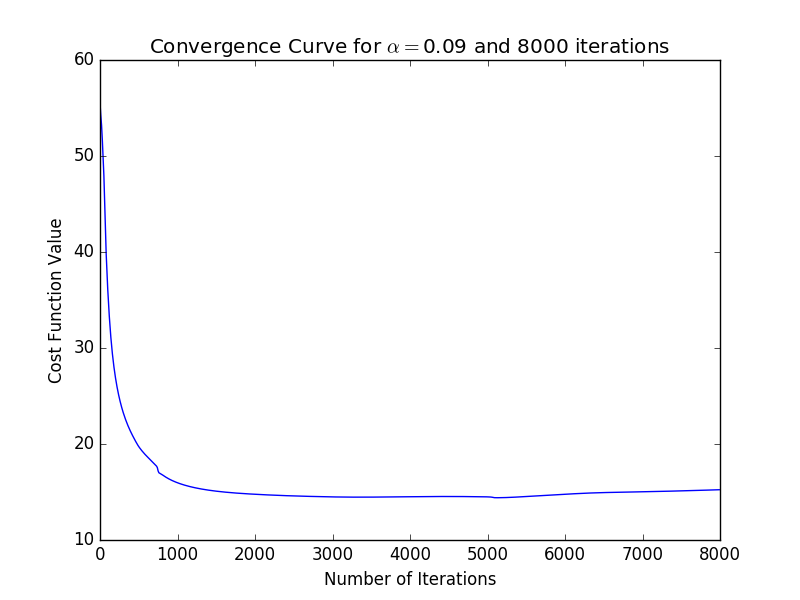 Convergence Curve for α = 0.09 and 8000 iterations
60
50
40
30
20
10
Cost Function Value
0 1000 2000 3000 4000 5000 6000 7000 8000
Number of Iterations